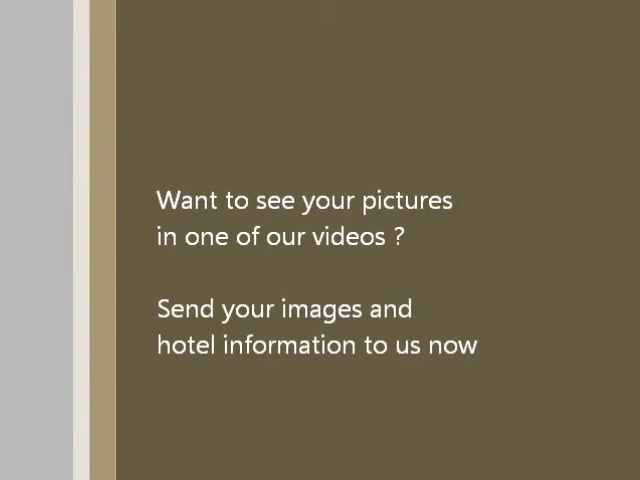 Want to see your pictures
in one of our videos ?
Send your images and
hotel information to us now